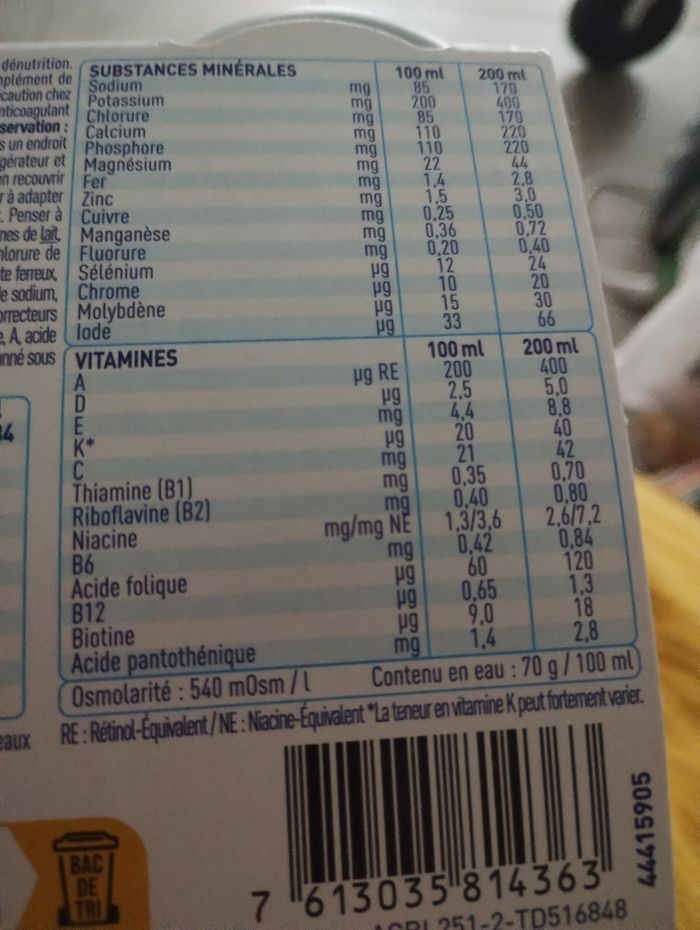 dénutrition.
plément de
caution chez
nticoagulant
servation :
s un endroit
gérateur et
en recouvrir
r à adapter
. Penser à
nes de lait,
hlorure de
te ferreux,
e sodium,
orrecteurs
e, A, acide
onné sous
SUBSTANCES MINÉRALES 100 ml 200 ml
Sodium mg 85 170
Potassium mg 200 400
Chlorure mg 85 170
Calcium mg 110 220
Phosphore mg 110 220
Magnésium mg 22 44
Fer mg 1,4 2,8
Zinc mg 1,5 3,0
Cuivre mg 0,25 0,50
Manganèse mg 0,36 0,72
Fluorure mg 0,20 0,40
Sélénium µg 12 24
Chrome µg 10 20
Molybdène µg 15 30
Iode µg 33 66
VITAMINES 100 ml 200 ml
A µg RE 200 400
D µg 2,5 5,0
E mg 4,4 8,8
K* µg 20 40
C mg 21 42
Thiamine (B1) mg 0,35 0,70
Riboflavine (B2) mg 0,40 0,80
Niacine mg/mg NE 1,3/3,6 2,6/7,2
B6 mg 0,42 0,84
Acide folique µg 60 120
B12 µg 0,65 1,3
Biotine µg 9,0 18
Acide pantothénique mg 1,4 2,8
Osmolarité : 540 mOsm / l Contenu en eau : 70 g / 100 ml
RE : Rétinol-Équivalent / NE : Niacine-Équivalent *La teneur en vitamine K peut fortement varier.
eaux
BAC
DE
TRI
7 613035 814363
44415905
251-2-TD516848